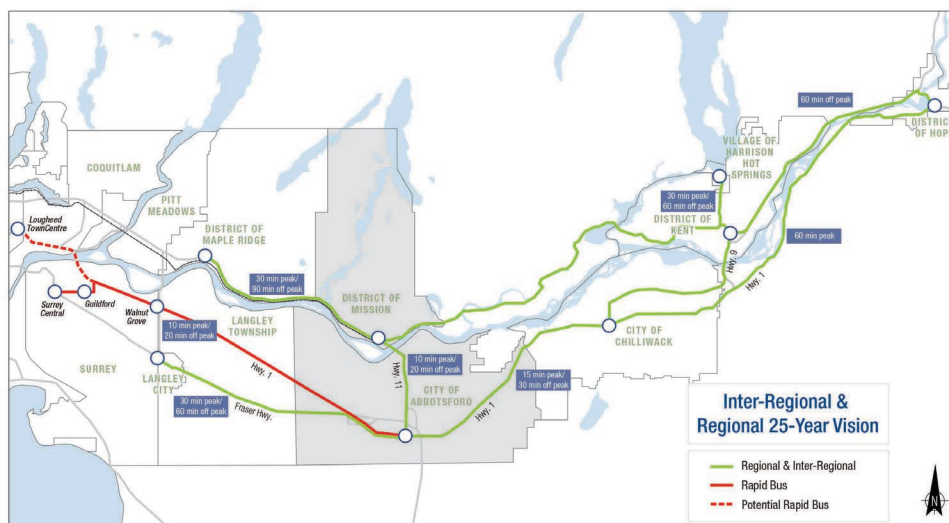 60 min off peak
DISTRICT
OF HOP
VILLAGE OF
HARRISON
HOT
SPRINGS
COQUITLAM
30 min peak/
60 min off peak
PITT
MEADOWS
DISTRICT OF
KENT
Lougheed
TownCentre
DISTRICT OF
MAPLE RIDGE
60 min peak
Hwy. 9
Hwy. 1
30 min peak/
90 min off peak
Surrey
Central
Guildford
Walnut
Grove
DISTRICT OF
MISSION
LANGLEY
TOWNSHIP
10 min peak/
20 min off peak
CITY OF
CHILLIWACK
SURREY
LANGLEY
CITY
Hwy. 1
Hwy. 11
10 min peak/
20 min off peak
15 min peak/
30 min off peak
CITY OF
ABBOTSFORD
Hwy. 1
30 min peak/
60 min off peak
Fraser Hwy-
Inter-Regional &
Regional 25-Year Vision
Regional & Inter-Regional
Rapid Bus
Potential Rapid Bus
N